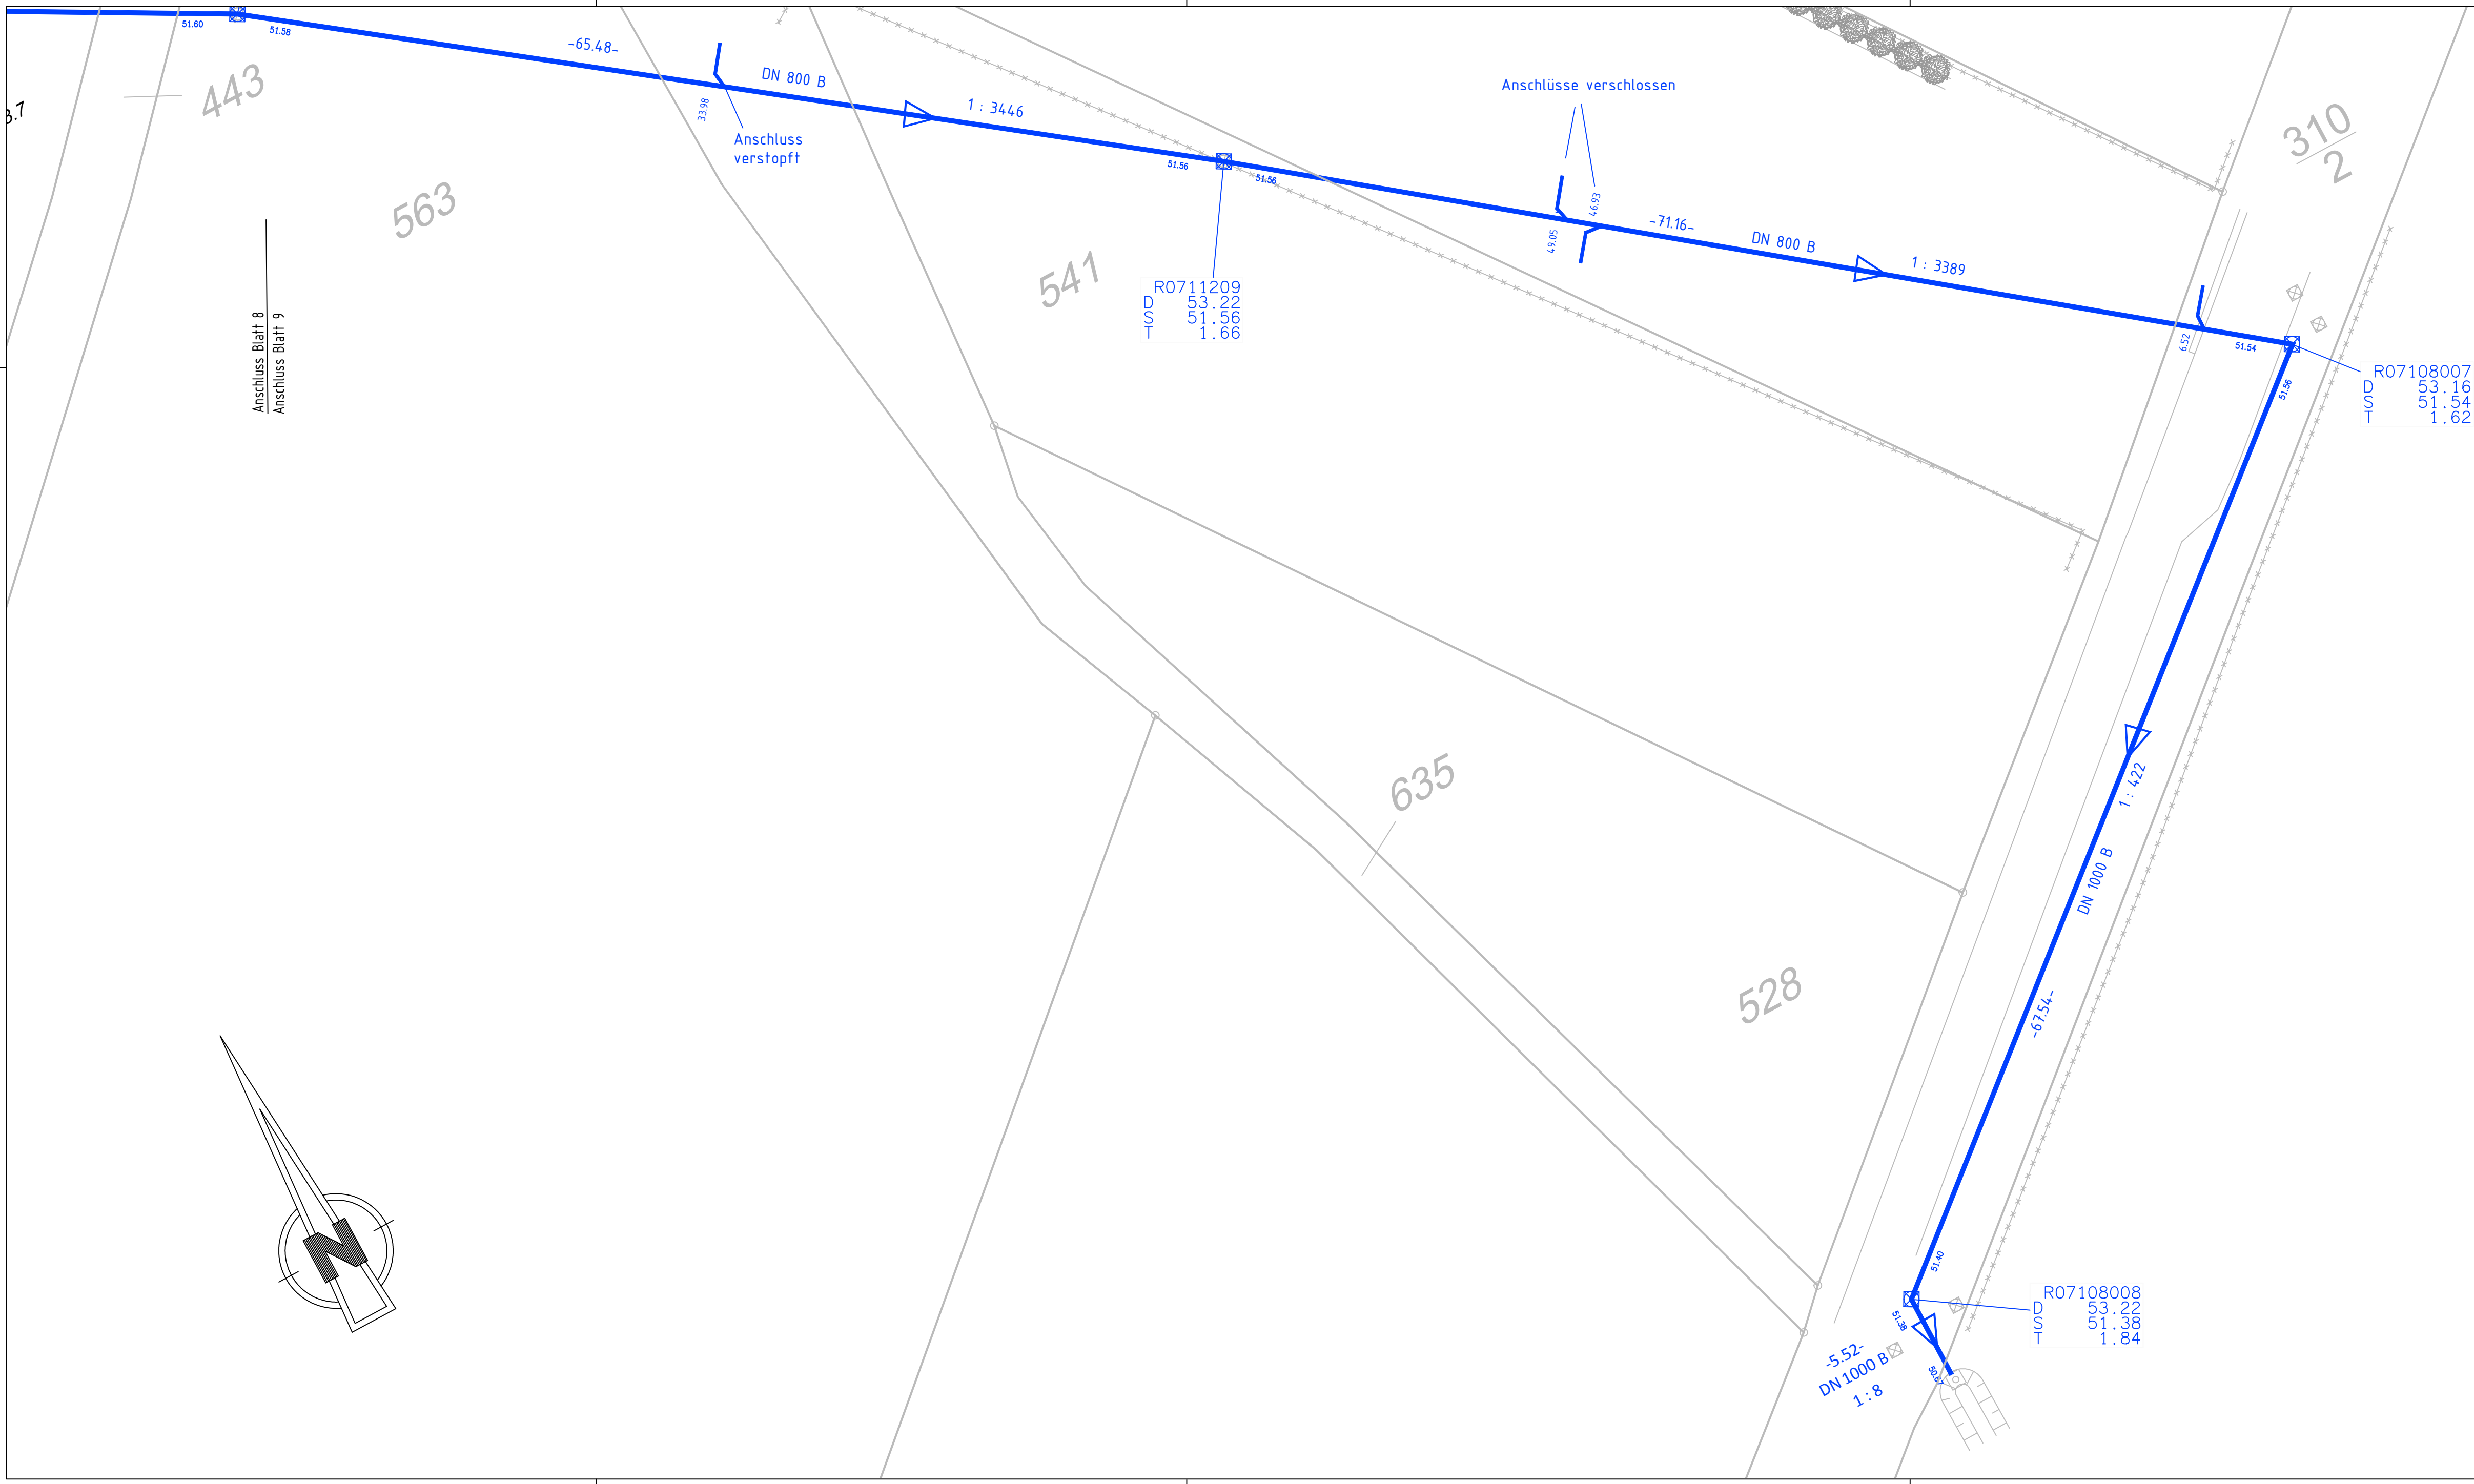 51.60
51.58
-65.48-
DN 800 B
1 : 3446
33.98
Anschluss
verstopft
443
563
Anschluss Blatt 8
Anschluss Blatt 9
51.56
51.56
541
R0711209
D 53.22
S 51.56
T 1.66
Anschlüsse verschlossen
49.05
46.93
-71.16-
DN 800 B
1 : 3389
310
2
6.52
51.54
R07108007
D 53.16
S 51.54
T 1.62
51.56
1 : 422
DN 1000 B
-67.54-
635
528
51.40
R07108008
D 53.22
S 51.38
T 1.84
51.38
-5.52-
DN 1000 B
1 : 8
N